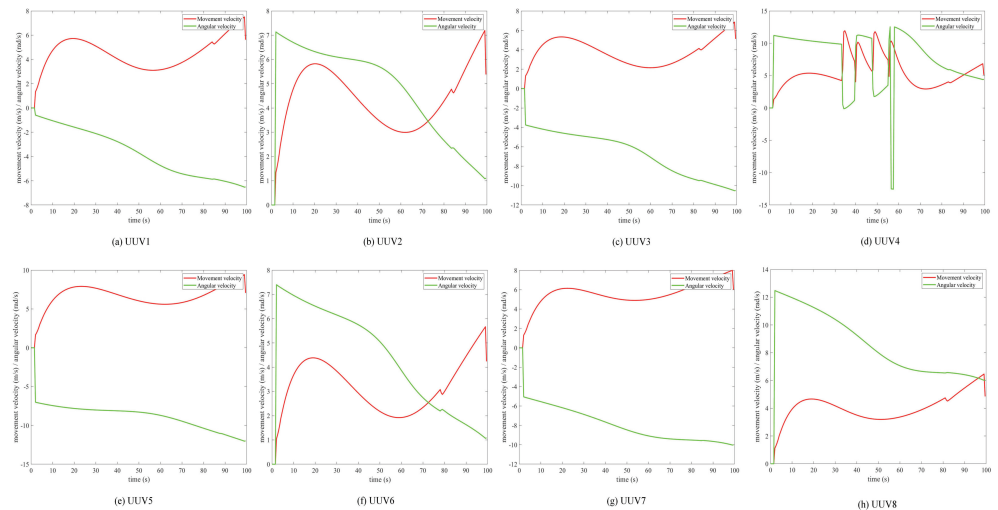 movement velocity (m/s) / angular velocity (rad/s)
8
6
4
2
0
-2
-4
-6
-8
0 10 20 30 40 50 60 70 80 90 100
time (s)
Movement velocity
Angular velocity
(a) UUV1
movement velocity (m/s) / angular velocity (rad/s)
8
7
6
5
4
3
2
1
0
0 10 20 30 40 50 60 70 80 90 100
time (s)
Movement velocity
Angular velocity
(b) UUV2
movement velocity (m/s) / angular velocity (rad/s)
8
6
4
2
0
-2
-4
-6
-8
-10
-12
0 10 20 30 40 50 60 70 80 90 100
time (s)
Movement velocity
Angular velocity
(c) UUV3
movement velocity (m/s) / angular velocity (rad/s)
15
10
5
0
-5
-10
-15
0 10 20 30 40 50 60 70 80 90 100
time (s)
Movement velocity
Angular velocity
(d) UUV4
movement velocity (m/s) / angular velocity (rad/s)
10
5
0
-5
-10
-15
0 10 20 30 40 50 60 70 80 90 100
time (s)
Movement velocity
Angular velocity
(e) UUV5
movement velocity (m/s) / angular velocity (rad/s)
8
7
6
5
4
3
2
1
0
0 10 20 30 40 50 60 70 80 90 100
time (s)
Movement velocity
Angular velocity
(f) UUV6
movement velocity (m/s) / angular velocity (rad/s)
8
6
4
2
0
-2
-4
-6
-8
-10
-12
0 10 20 30 40 50 60 70 80 90 100
time (s)
Movement velocity
Angular velocity
(g) UUV7
movement velocity (m/s) / angular velocity (rad/s)
14
12
10
8
6
4
2
0
0 10 20 30 40 50 60 70 80 90 100
time (s)
Movement velocity
Angular velocity
(h) UUV8